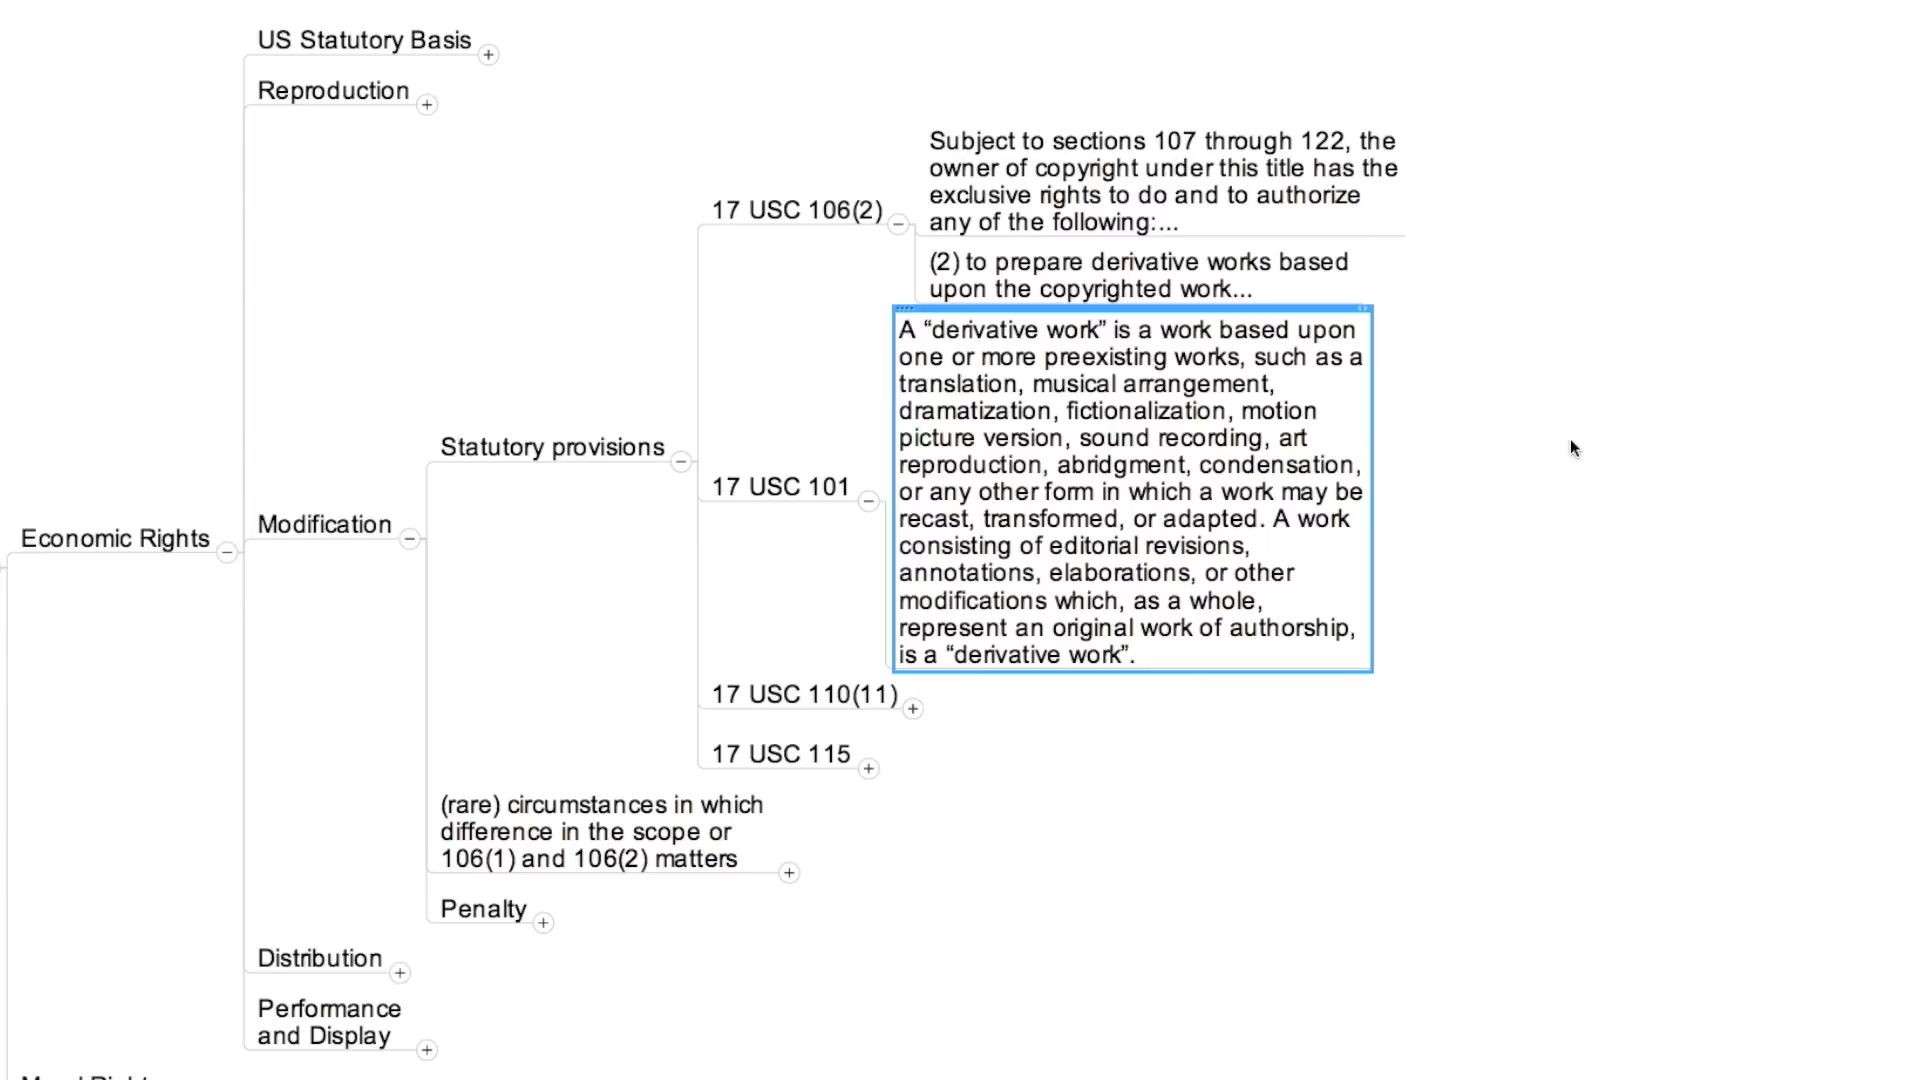 US Statutory Basis
Reproduction
Subject to sections 107 through 122, the
owner of copyright under this title has the
exclusive rights to do and to authorize
any of the following:...
17 USC 106(2)
(2) to prepare derivative works based
upon the copyrighted work...
A “derivative work” is a work based upon
one or more preexisting works, such as a
translation, musical arrangement,
dramatization, fictionalization, motion
picture version, sound recording, art
reproduction, abridgment, condensation,
or any other form in which a work may be
recast, transformed, or adapted. A work
consisting of editorial revisions,
annotations, elaborations, or other
modifications which, as a whole,
represent an original work of authorship,
is a “derivative work”.
Statutory provisions
17 USC 101
Modification
Economic Rights
17 USC 110(11)
17 USC 115
(rare) circumstances in which
difference in the scope or
106(1) and 106(2) matters
Penalty
Distribution
Performance
and Display